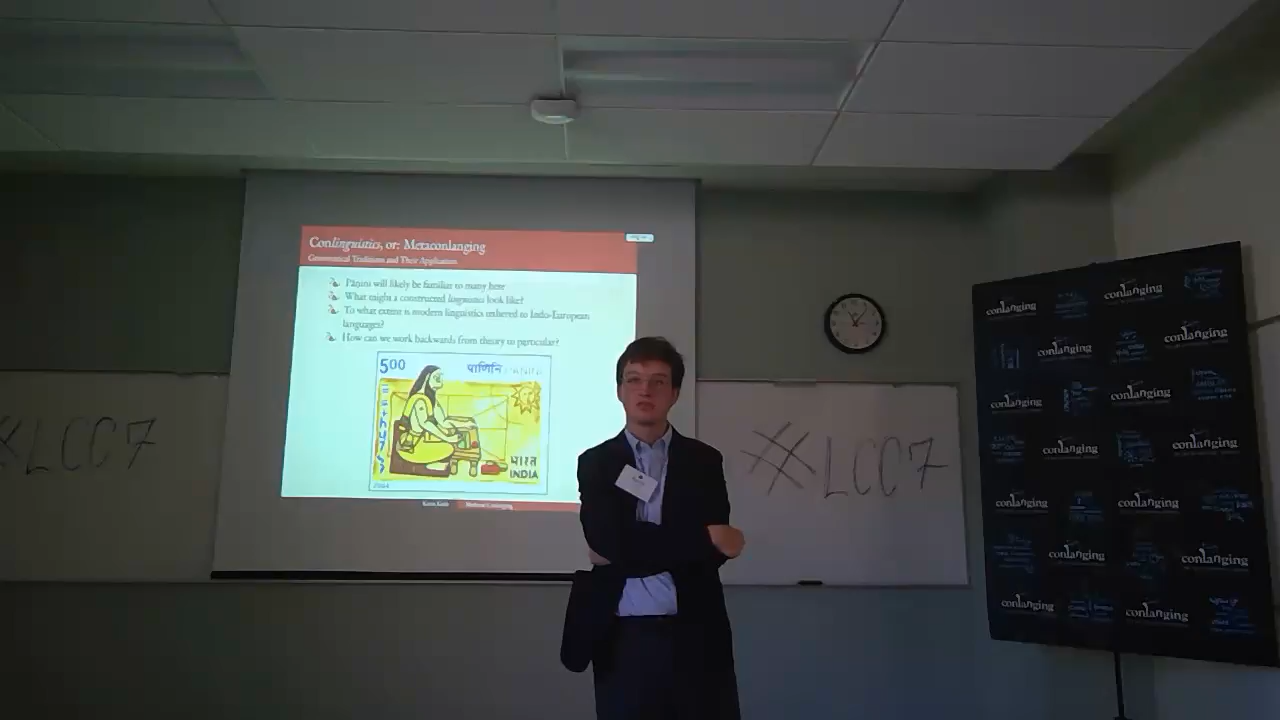 Conlinguistics, or: Metaconlanging
Grammatical Traditions and Their Application
Pāṇini will likely be familiar to many here
What might a constructed linguistics look like?
To what extent is modern linguistics tethered to Indo-European
languages?
How can we work backwards from theory to particular?
500
पाणिनि
भारत
INDIA
#LCC7
#LCC7
conlanging
conlanging
conlanging
conlanging
conlanging
conlanging
conlanging
conlanging
conlanging
conlanging
conlanging
conlanging
conlanging
conlanging